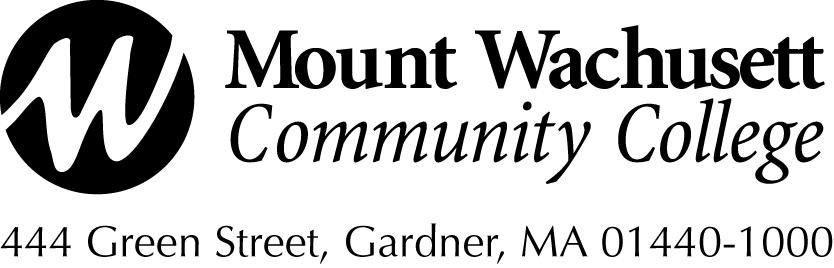 Mount Wachusett
Community College
444 Green Street, Gardner, MA 01440-1000